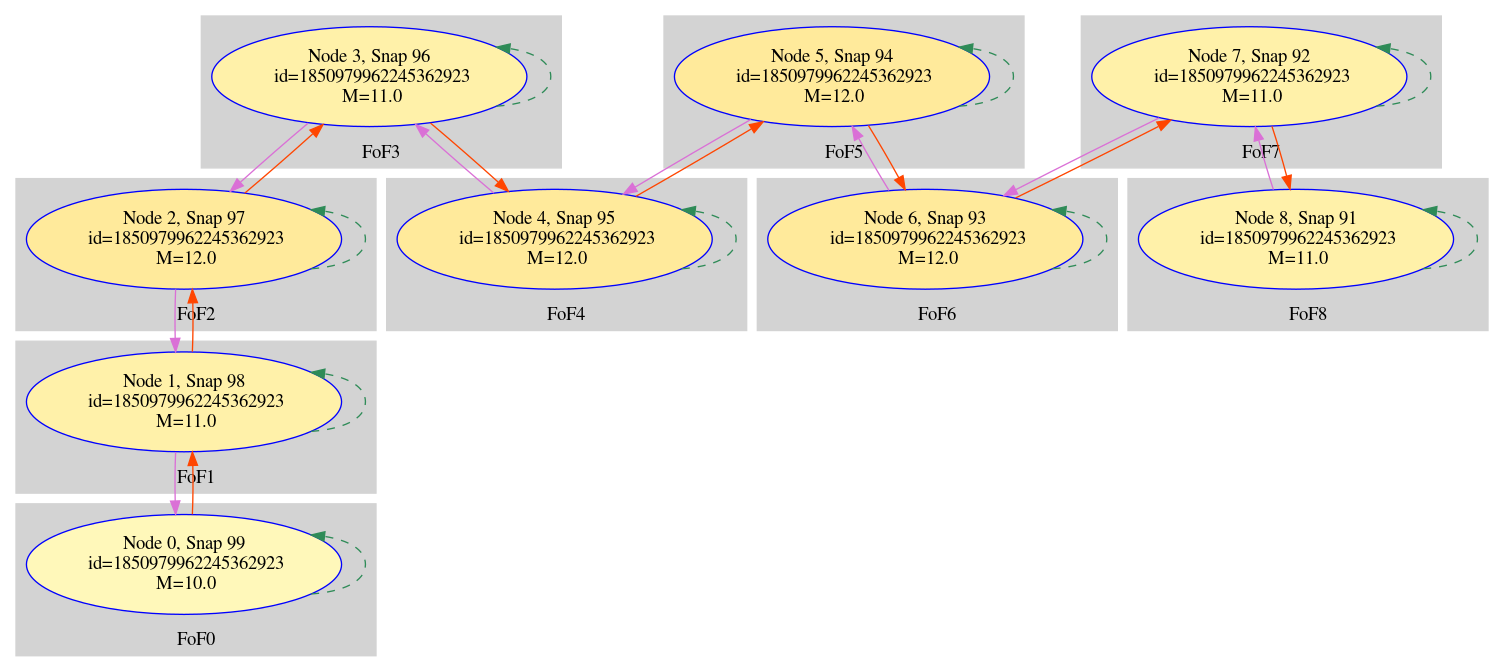 Node 3, Snap 96
id=1850979962245362923
M=11.0
FoF3
Node 5, Snap 94
id=1850979962245362923
M=12.0
FoF5
Node 7, Snap 92
id=1850979962245362923
M=11.0
FoF7
Node 2, Snap 97
id=1850979962245362923
M=12.0
FoF2
Node 4, Snap 95
id=1850979962245362923
M=12.0
FoF4
Node 6, Snap 93
id=1850979962245362923
M=12.0
FoF6
Node 8, Snap 91
id=1850979962245362923
M=11.0
FoF8
Node 1, Snap 98
id=1850979962245362923
M=11.0
FoF1
Node 0, Snap 99
id=1850979962245362923
M=10.0
FoF0